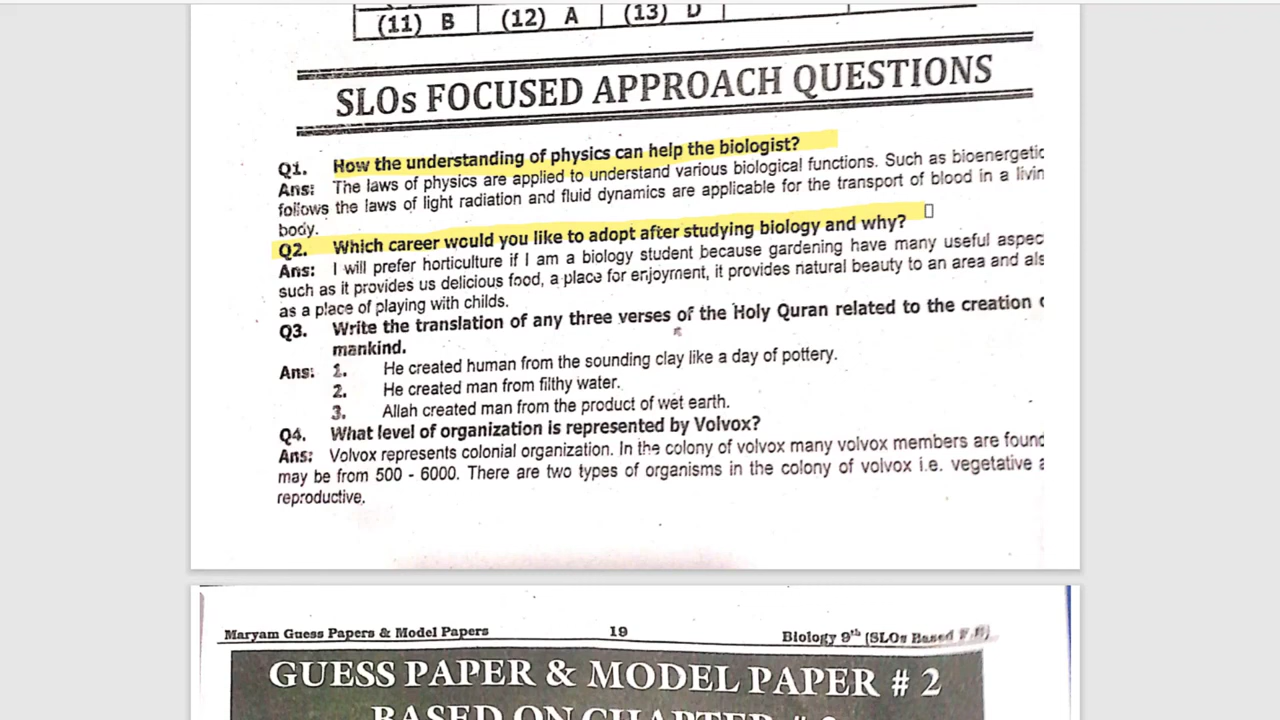 (11) B (12) A (13) D
SLOs FOCUSED APPROACH QUESTIONS
Q1. How the understanding of physics can help the biologist?
Ans: The laws of physics are applied to understand various biological functions. Such as bioenergetic
follows the laws of light radiation and fluid dynamics are applicable for the transport of blood in a livin
body.
Q2. Which career would you like to adopt after studying biology and why?
Ans: I will prefer horticulture if I am a biology student because gardening have many useful aspec
such as it provides us delicious food, a place for enjoyment, it provides natural beauty to an area and als
as a place of playing with childs.
Q3. Write the translation of any three verses of the Holy Quran related to the creation
mankind.
Ans: 1. He created human from the sounding clay like a day of pottery.
2. He created man from filthy water.
3. Allah created man from the product of wet earth.
Q4. What level of organization is represented by Volvox?
Ans: Volvox represents colonial organization. In the colony of volvox many volvox members are found
may be from 500 - 6000. There are two types of organisms in the colony of volvox i.e. vegetative
reproductive.
Maryam Guess Papers & Model Papers 19 Biology 9th (SLOs Based
GUESS PAPER & MODEL PAPER # 2
BASED ON CHAPTER #